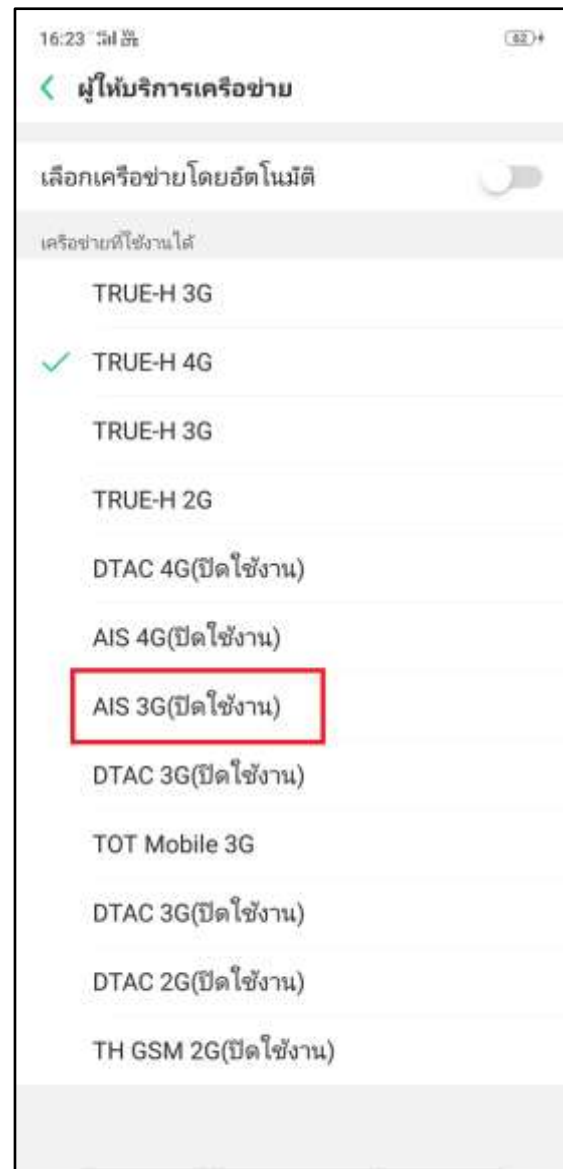 16:23
62
ผู้ให้บริการเครือข่าย
เลือกเครือข่ายโดยอัตโนมัติ
เครือข่ายที่ใช้งานได้
TRUE-H 3G
TRUE-H 4G
TRUE-H 3G
TRUE-H 2G
DTAC 4G(ปิดใช้งาน)
AIS 4G(ปิดใช้งาน)
AIS 3G(ปิดใช้งาน)
DTAC 3G(ปิดใช้งาน)
TOT Mobile 3G
DTAC 3G(ปิดใช้งาน)
DTAC 2G(ปิดใช้งาน)
TH GSM 2G(ปิดใช้งาน)